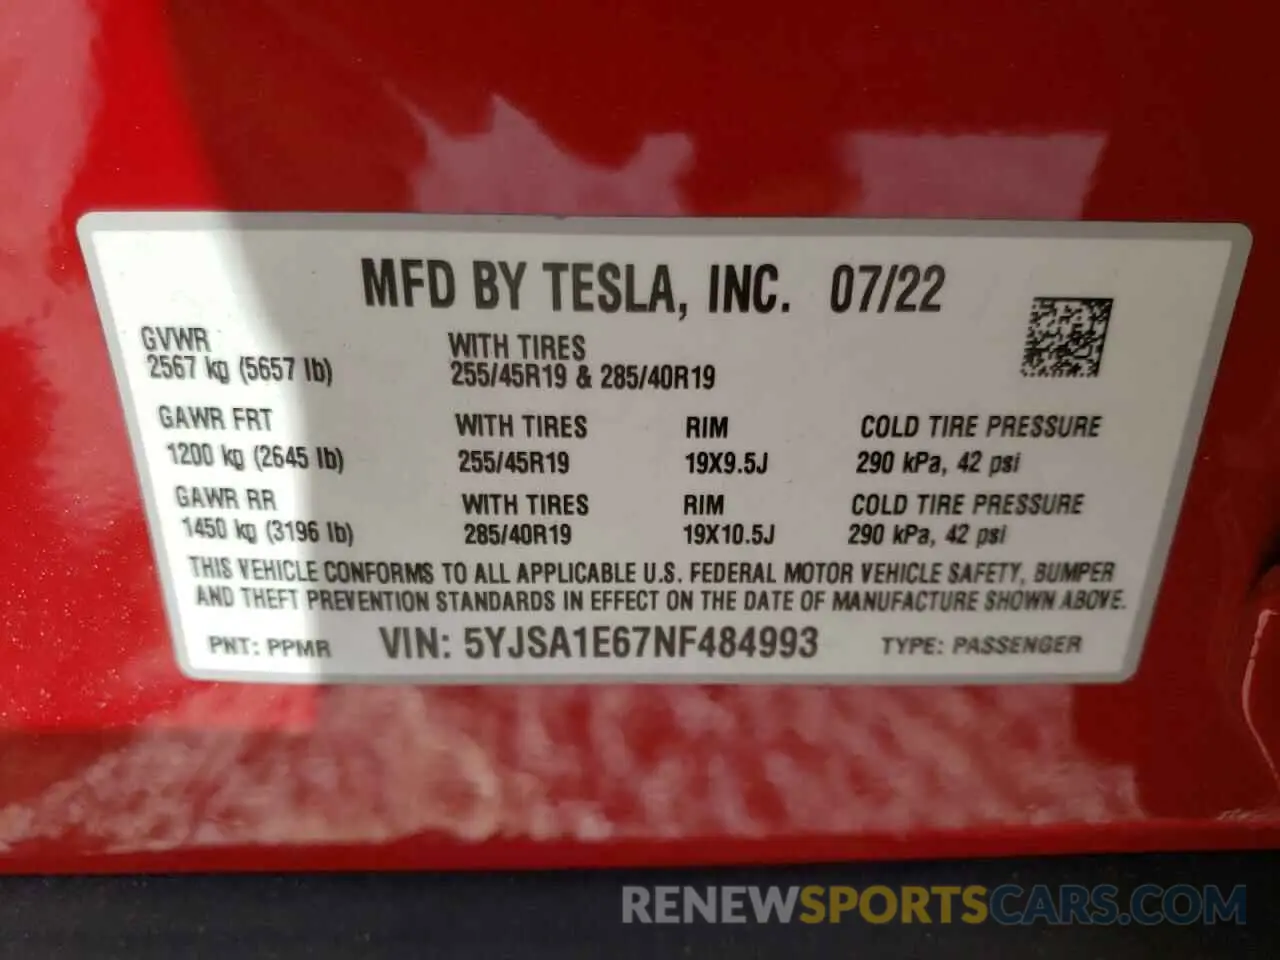 MFD BY TESLA, INC. 07/22
GVWR
2567 kg (5657 lb)
WITH TIRES
255/45R19 & 285/40R19
GAWR FRT WITH TIRES RIM COLD TIRE PRESSURE
1200 kg (2645 lb) 255/45R19 19X9.5J 290 kPa, 42 psi
GAWR RR WITH TIRES RIM COLD TIRE PRESSURE
1450 kg (3196 lb) 285/40R19 19X10.5J 290 kPa, 42 psi
THIS VEHICLE CONFORMS TO ALL APPLICABLE U.S. FEDERAL MOTOR VEHICLE SAFETY, BUMPER
AND THEFT PREVENTION STANDARDS IN EFFECT ON THE DATE OF MANUFACTURE SHOWN ABOVE.
PNT: PPMR VIN: 5YJSA1E67NF484993 TYPE: PASSENGER
RENEWSPORTSCARS.COM